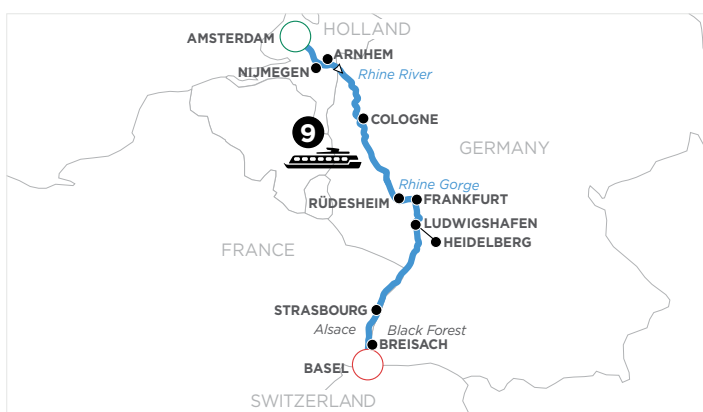 HOLLAND
AMSTERDAM
ARNHEM
NIJMEGEN
Rhine River
COLOGNE
9
GERMANY
Rhine Gorge
RÜDESHEIM
FRANKFURT
LUDWIGSHAFEN
HEIDELBERG
FRANCE
STRASBOURG
Alsace
Black Forest
BREISACH
BASEL
SWITZERLAND